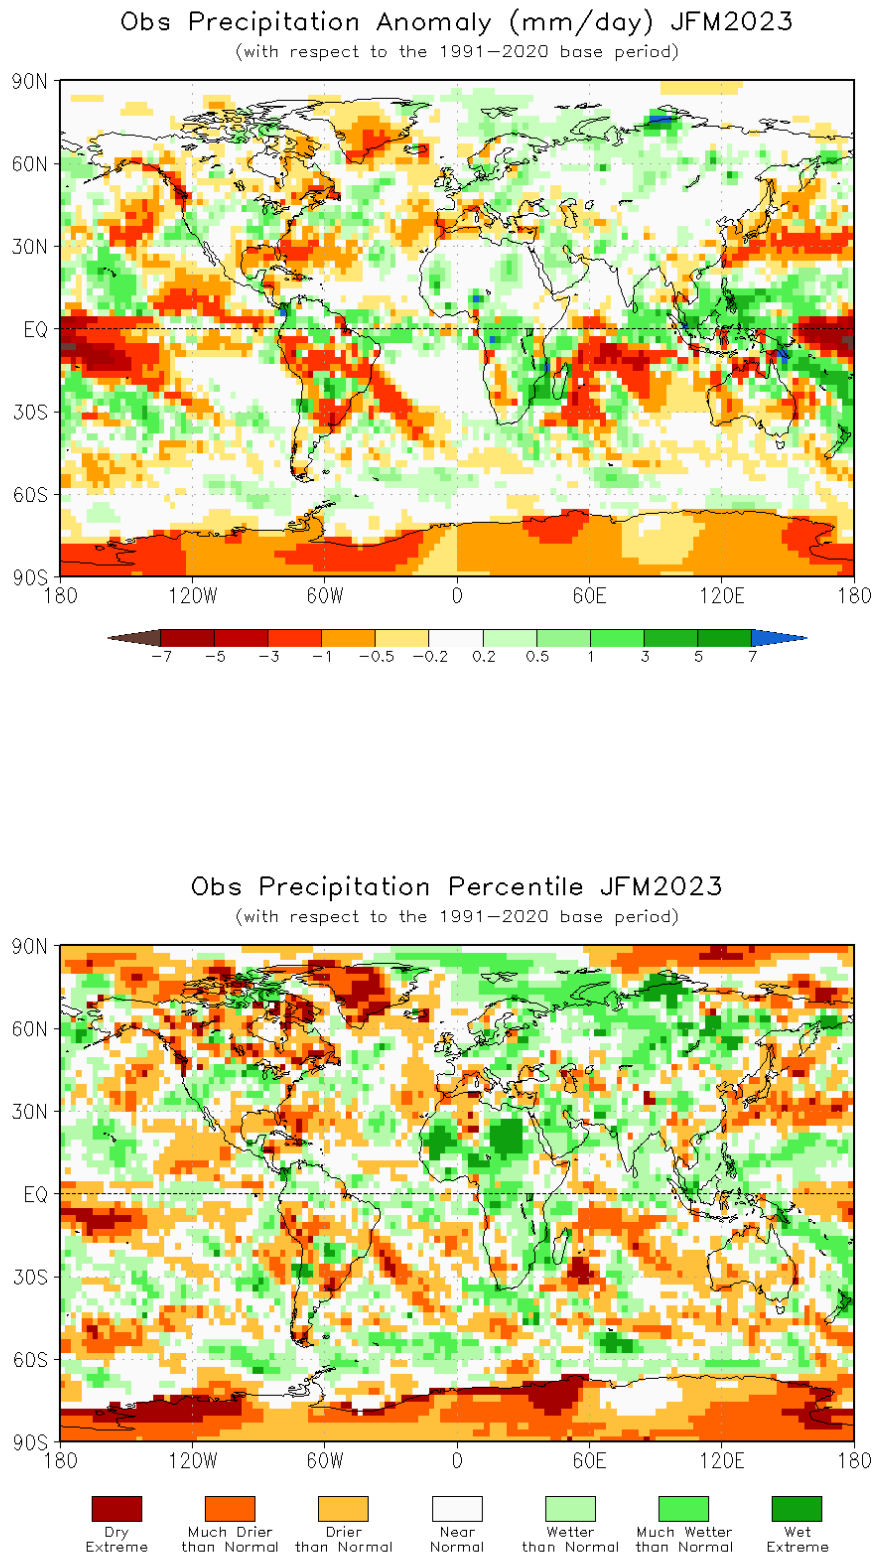 Obs Precipitation Anomaly (mm/day) JFM2023
(with respect to the 1991−2020 base period)
90N
60N
30N
EQ
30S
60S
90S
180 120W 60W 0 60E 120E 180
−7 −5 −3 −1 −0.5 −0.2 0.2 0.5 1 3 5 7
Obs Precipitation Percentile JFM2023
(with respect to the 1991−2020 base period)
90N
60N
30N
EQ
30S
60S
90S
180 120W 60W 0 60E 120E 180
Dry Much Drier Drier Near Wetter Much Wetter Wet
Extreme than Normal than Normal Normal than Normal than Normal Extreme